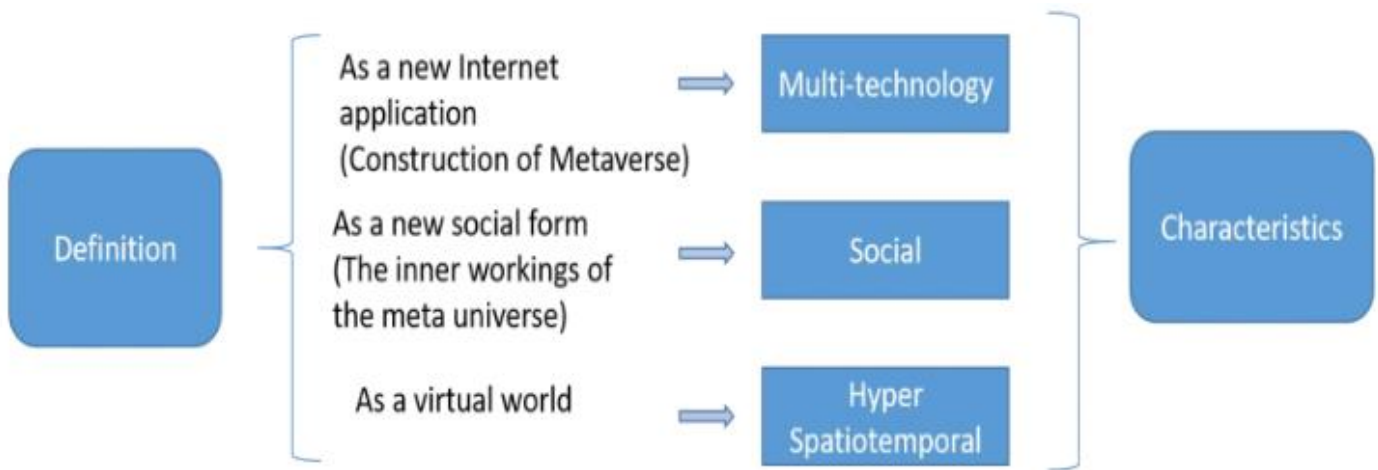 Definition
As a new Internet
application
(Construction of Metaverse)
As a new social form
(The inner workings of
the meta universe)
As a virtual world
Multi-technology
Social
Hyper
Spatiotemporal
Characteristics